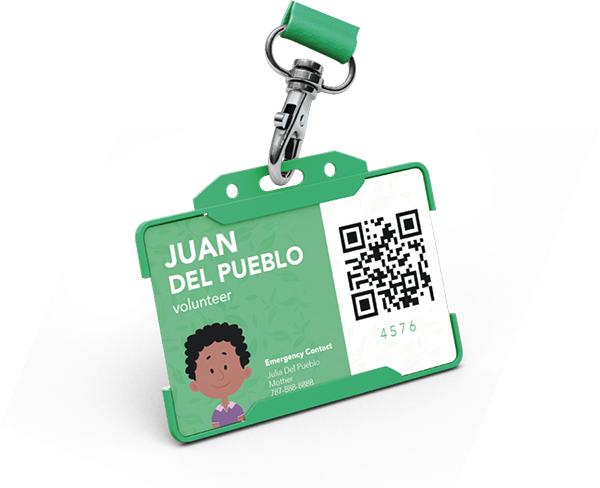 JUAN
DEL PUEBLO
volunteer
Emergency Contact
Julia Del Pueblo
Mother
787-888-8888
4576